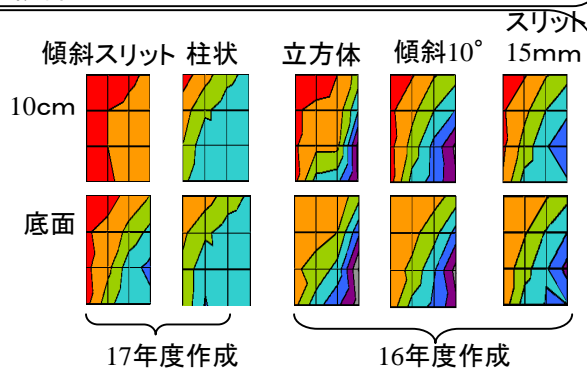 傾斜スリット 柱状 立方体 傾斜10° スリット
15mm
10cm
底面
17年度作成 16年度作成